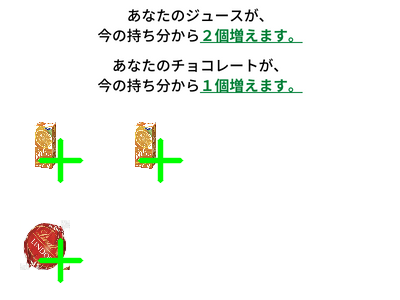 あなたのジュースが、
今の持ち分から２個増えます。
あなたのチョコレートが、
今の持ち分から１個増えます。
LINDT